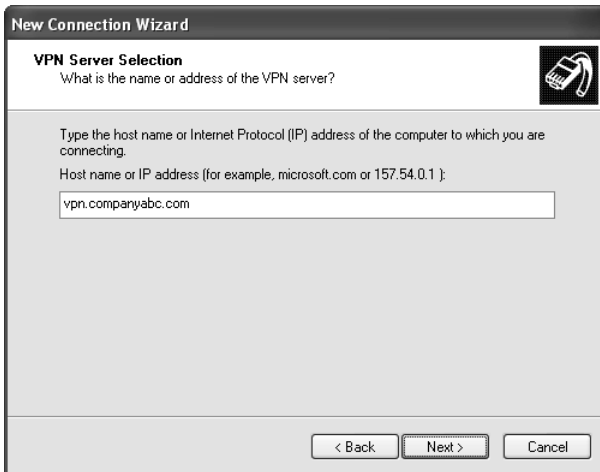 New Connection Wizard
VPN Server Selection
What is the name or address of the VPN server?
Type the host name or Internet Protocol (IP) address of the computer to which you are
connecting.
Host name or IP address (for example, microsoft.com or 157.54.0.1 ):
vpn.companyabc.com
< Back Next > Cancel